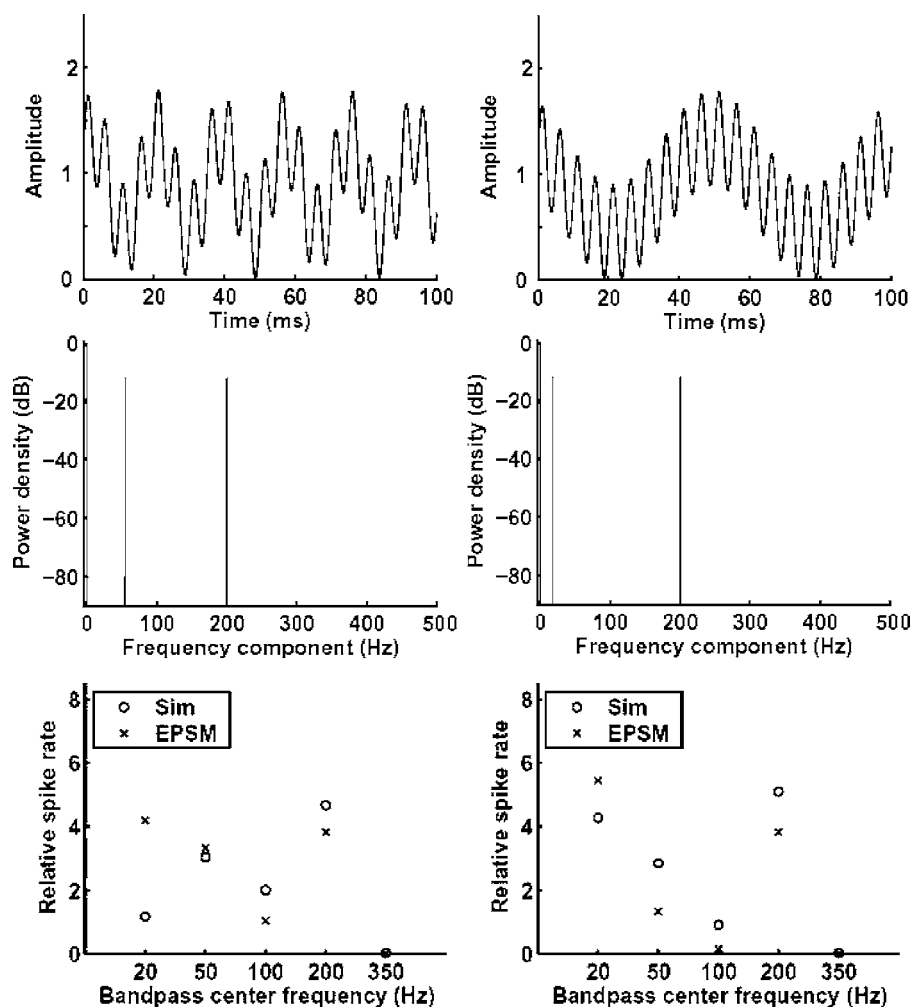 2
1
0
Amplitude
0 20 40 60 80 100
Time (ms)
2
1
0
Amplitude
0 20 40 60 80 100
Time (ms)
0
−20
−40
−60
−80
Power density (dB)
0 100 200 300 400 500
Frequency component (Hz)
0
−20
−40
−60
−80
Power density (dB)
0 100 200 300 400 500
Frequency component (Hz)
8
6
4
2
0
Relative spike rate
Sim
EPSM
20 50 100 200 350
Bandpass center frequency (Hz)
8
6
4
2
0
Relative spike rate
Sim
EPSM
20 50 100 200 350
Bandpass center frequency (Hz)